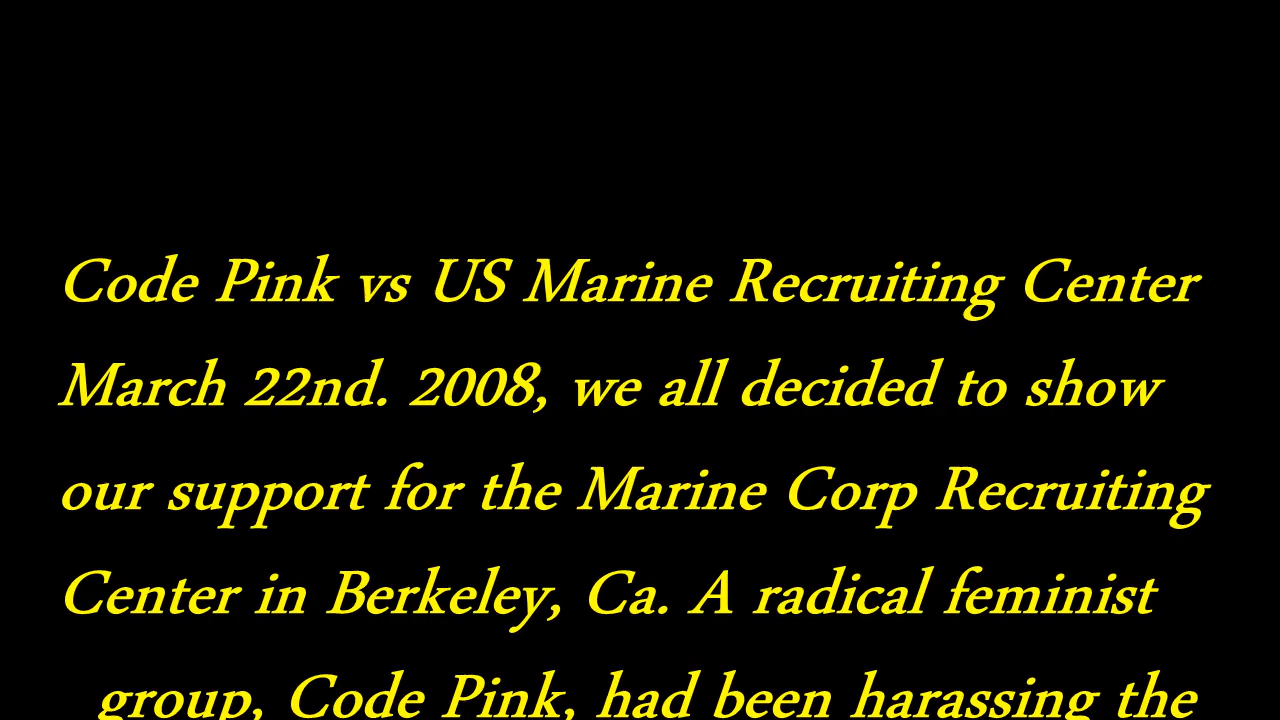 Code Pink vs US Marine Recruiting Center
March 22nd. 2008, we all decided to show
our support for the Marine Corp Recruiting
Center in Berkeley, Ca. A radical feminist
group, Code Pink, had been harassing the